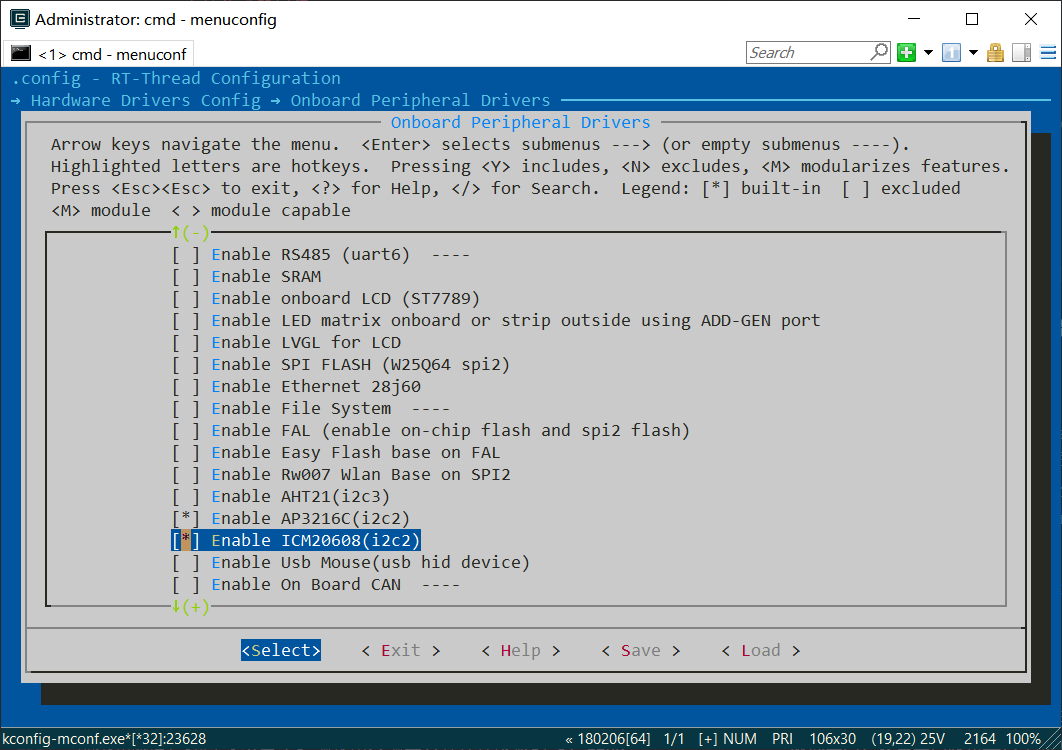 Administrator: cmd - menuconfig
<1> cmd - menuconf
Search
.config - RT-Thread Configuration
→ Hardware Drivers Config → Onboard Peripheral Drivers
Onboard Peripheral Drivers
Arrow keys navigate the menu.  <Enter> selects submenus ---> (or empty submenus ----).
Highlighted letters are hotkeys.  Pressing <Y> includes, <N> excludes, <M> modularizes features.
Press <Esc><Esc> to exit, <?> for Help, </> for Search.  Legend: [*] built-in  [ ] excluded
<M> module  < > module capable
↑(-)
[ ] Enable RS485 (uart6)  ----
[ ] Enable SRAM
[ ] Enable onboard LCD (ST7789)
[ ] Enable LED matrix onboard or strip outside using ADD-GEN port
[ ] Enable LVGL for LCD
[ ] Enable SPI FLASH (W25Q64 spi2)
[ ] Enable Ethernet 28j60
[ ] Enable File System  ----
[ ] Enable FAL (enable on-chip flash and spi2 flash)
[ ] Enable Easy Flash base on FAL
[ ] Enable Rw007 Wlan Base on SPI2
[ ] Enable AHT21(i2c3)
[*] Enable AP3216C(i2c2)
[*] Enable ICM20608(i2c2)
[ ] Enable Usb Mouse(usb hid device)
[ ] Enable On Board CAN  ----
↓(+)
<Select>    < Exit >    < Help >    < Save >    < Load >
kconfig-mconf.exe*[*32]:23628    « 180206[64]  1/1  [+] NUM  PRI  106x30  (19,22) 25V  2164  100%